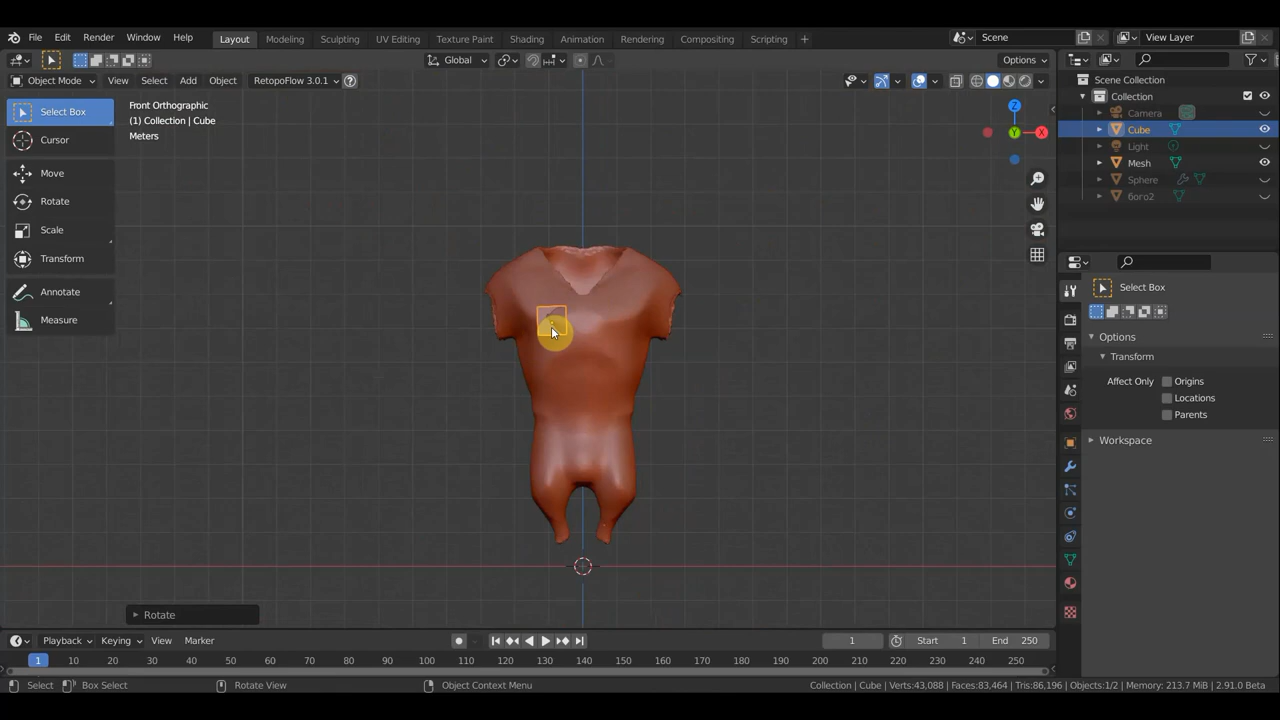 File Edit Render Window Help Layout Modeling Sculpting UV Editing Texture Paint Shading Animation Rendering Compositing Scripting + Scene View Layer
Global Options
Object Mode View Select Add Object RetopoFlow 3.0.1
Scene Collection
Collection
Camera
Cube
Light
Mesh
Sphere
6oro2
Select Box
Cursor
Move
Rotate
Scale
Transform
Annotate
Measure
Front Orthographic
(1) Collection | Cube
Meters
Z
Y
X
Select Box
Options
Transform
Affect Only Origins
Locations
Parents
Workspace
Rotate
Playback Keying View Marker 1 Start 1 End 250
1 10 20 30 40 50 60 70 80 90 100 110 120 130 140 150 160 170 180 190 200 210 220 230 240 250
Select Box Select Rotate View Object Context Menu Collection | Cube | Verts:43,088 | Faces:83,464 | Tris:86,196 | Objects:1/2 | Memory: 213.7 MiB | 2.91.0 Beta